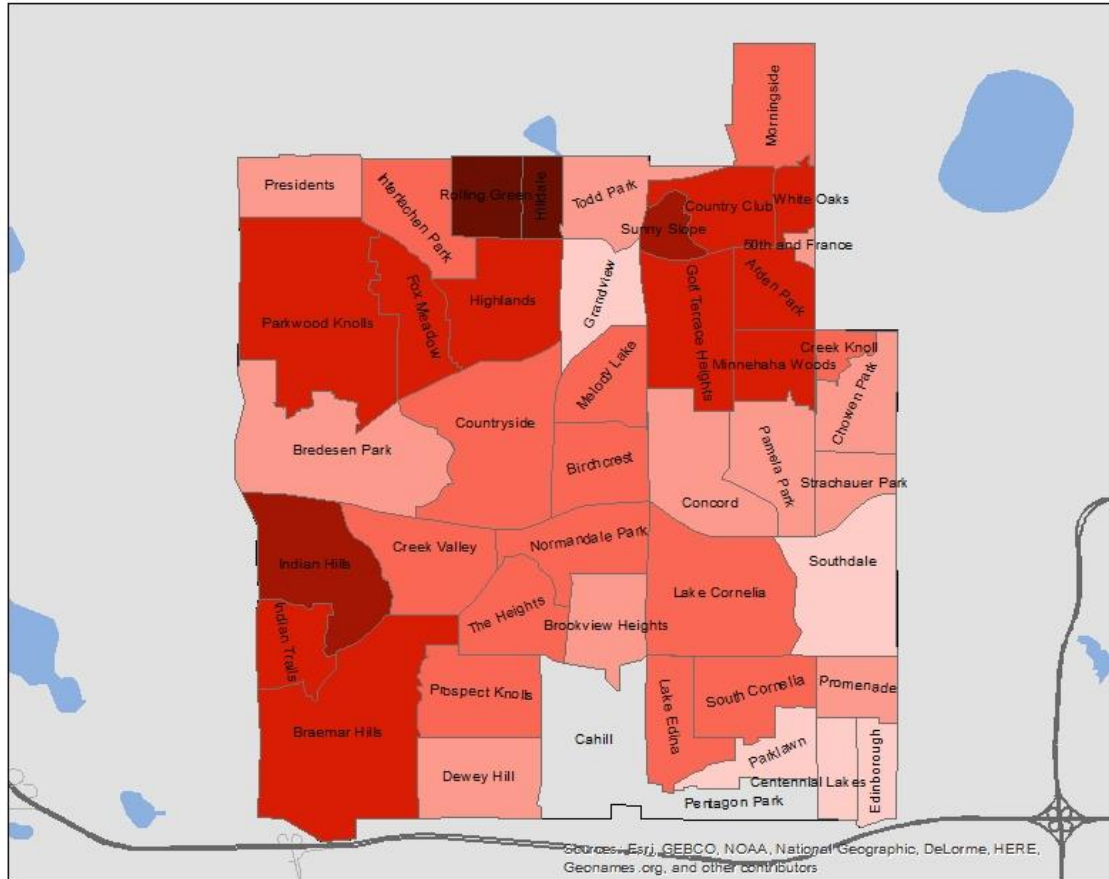 Morningside
Presidents
Interlachen Park
Rolling Green
Hilldale
Todd Park
Country Club
White Oaks
Sunny Slope
50th and France
Parkwood Knolls
Fox Meadow
Highlands
Grandview
Golf Terrace Heights
Arden Park
Creek Knoll
Minnehaha Woods
Chowen Park
Melody Lake
Countryside
Bredesen Park
Birchcrest
Concord
Pamela Park
Strachauer Park
Indian Hills
Creek Valley
Normandale Park
Southdale
Lake Cornelia
The Heights
Brookview Heights
Indian Trails
Prospect Knolls
Lake Edina
South Cornelia
Promenade
Braemar Hills
Cahill
Parklawn
Dewey Hill
Centennial Lakes
Edinborough
Pentagon Park
Sources: Esri, GEBCO, NOAA, National Geographic, DeLorme, HERE,
Geonames.org, and other contributors